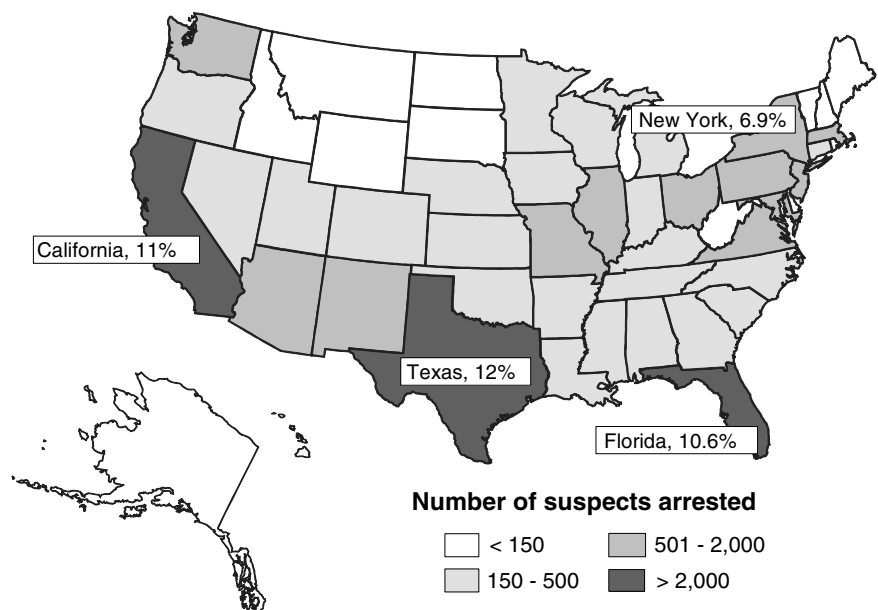 New York, 6.9%
California, 11%
Texas, 12%
Florida, 10.6%
Number of suspects arrested
< 150
501 - 2,000
150 - 500
> 2,000